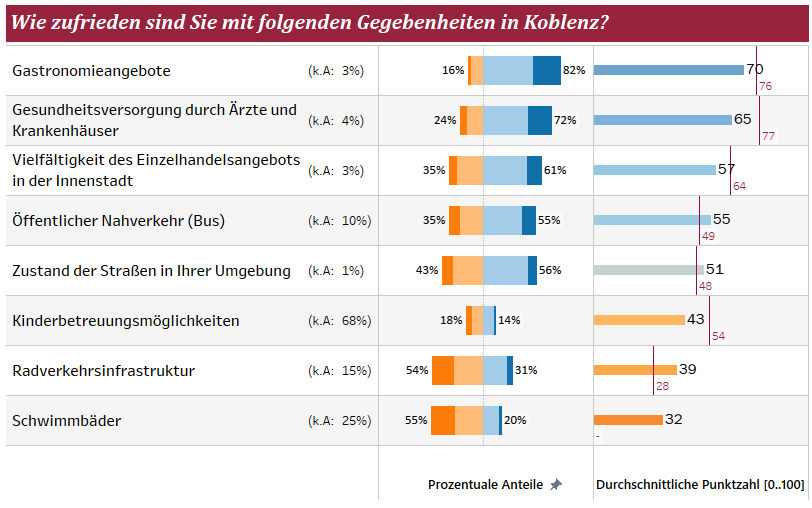 Wie zufrieden sind Sie mit folgenden Gegebenheiten in Koblenz?
Gastronomieangebote (k.A: 3%) 16% 82% 70
76
Gesundheitsversorgung durch Ärzte und
Krankenhäuser (k.A: 4%) 24% 72% 65
77
Vielfältigkeit des Einzelhandelsangebots
in der Innenstadt (k.A: 3%) 35% 61% 57
64
Öffentlicher Nahverkehr (Bus) (k.A: 10%) 35% 55% 55
49
Zustand der Straßen in Ihrer Umgebung (k.A: 1%) 43% 56% 51
48
Kinderbetreuungsmöglichkeiten (k.A: 68%) 18% 14% 43
54
Radverkehrsinfrastruktur (k.A: 15%) 54% 31% 39
28
Schwimmbäder (k.A: 25%) 55% 20% 32
-
Prozentuale Anteile Durchschnittliche Punktzahl [0..100]